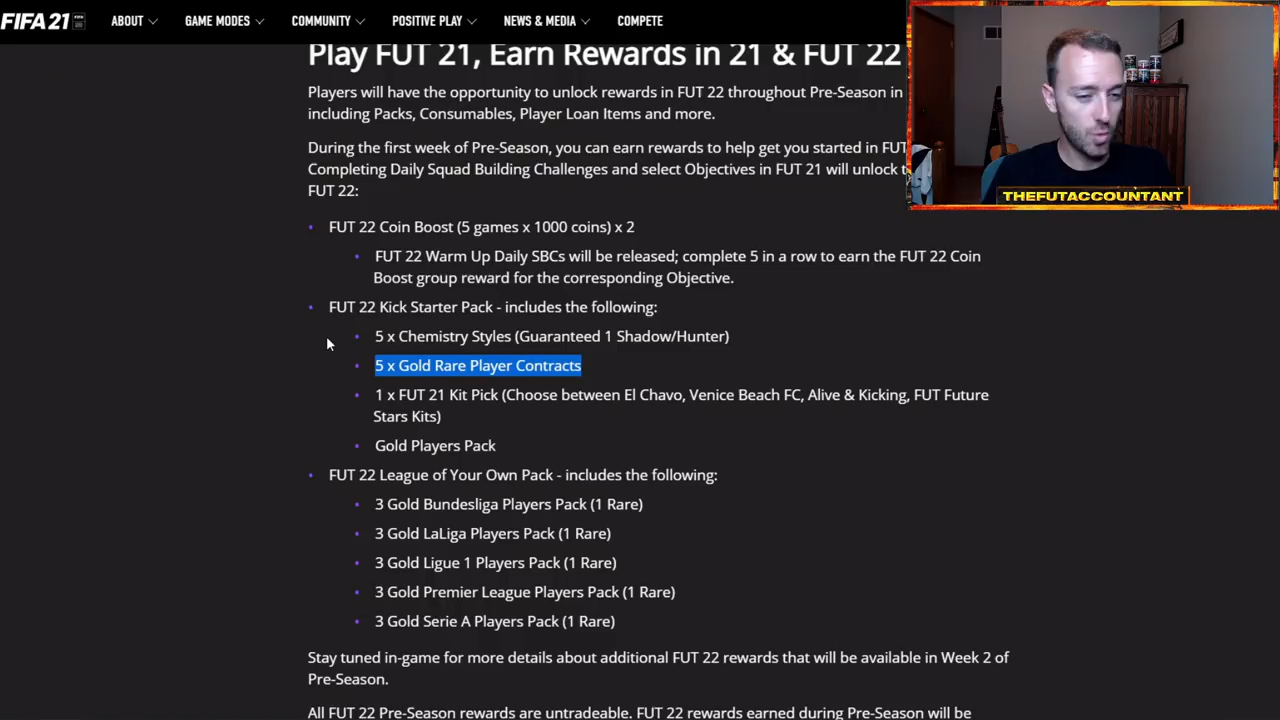 FIFA 21 ABOUT GAME MODES COMMUNITY POSITIVE PLAY NEWS & MEDIA COMPETE
Play FUT 21, Earn Rewards in 21 & FUT 22
Players will have the opportunity to unlock rewards in FUT 22 throughout Pre-Season in
including Packs, Consumables, Player Loan Items and more.
During the first week of Pre-Season, you can earn rewards to help get you started in FUT
Completing Daily Squad Building Challenges and select Objectives in FUT 21 will unlock
FUT 22:
THEFUTACCOUNTANT
FUT 22 Coin Boost (5 games x 1000 coins) x 2
FUT 22 Warm Up Daily SBCs will be released; complete 5 in a row to earn the FUT 22 Coin
Boost group reward for the corresponding Objective.
FUT 22 Kick Starter Pack - includes the following:
5 x Chemistry Styles (Guaranteed 1 Shadow/Hunter)
5 x Gold Rare Player Contracts
1 x FUT 21 Kit Pick (Choose between El Chavo, Venice Beach FC, Alive & Kicking, FUT Future
Stars Kits)
Gold Players Pack
FUT 22 League of Your Own Pack - includes the following:
3 Gold Bundesliga Players Pack (1 Rare)
3 Gold LaLiga Players Pack (1 Rare)
3 Gold Ligue 1 Players Pack (1 Rare)
3 Gold Premier League Players Pack (1 Rare)
3 Gold Serie A Players Pack (1 Rare)
Stay tuned in-game for more details about additional FUT 22 rewards that will be available in Week 2 of
Pre-Season.
All FUT 22 Pre-Season rewards are untradeable. FUT 22 rewards earned during Pre-Season will be